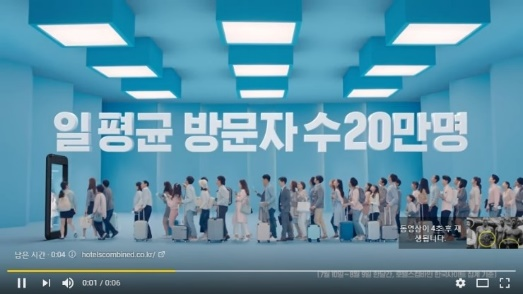 일평균 방문자수20만명
남은 시간 · 0:04 hotelscombined.co.kr/
동영상이 4초 후 재
생됩니다.
0:01 / 0:06